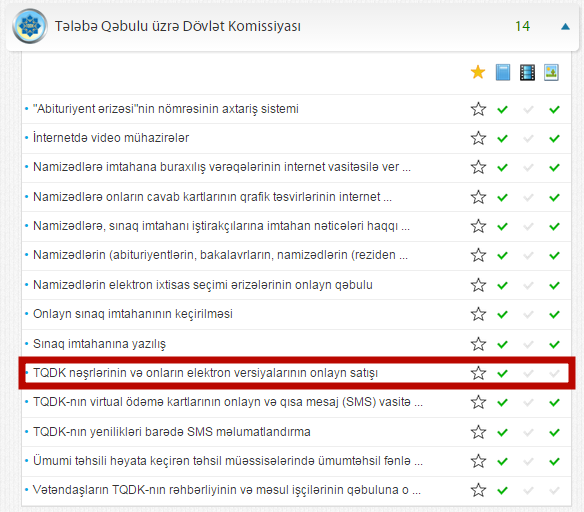 Tələbə Qəbulu üzrə Dövlət Komissiyası 14
"Abituriyent ərizəsi"nin nömrəsinin axtariş sistemi
İnternetdə video mühazirələr
Namizədlərə imtahana buraxılış vərəqələrinin internet vasitəsilə ver ...
Namizədlərə onların cavab kartlarının qrafik təsvirlərinin internet ...
Namizədlərə, sınaq imtahanı iştirakçılarına imtahan nəticələri haqqı ...
Namizədlərin (abituriyentlərin, bakalavrların, namizədlərin (reziden ...
Namizədlərin elektron ixtisas seçimi ərizələrinin onlayn qəbulu
Onlayn sınaq imtahanının keçirilməsi
Sınaq imtahanına yazılış
TQDK nəşrlərinin və onların elektron versiyalarının onlayn satışı
TQDK-nın virtual ödəmə kartlarının onlayn və qısa mesaj (SMS) vasitə ...
TQDK-nın yenilikləri barədə SMS məlumatlandırma
Ümumi təhsili həyata keçirən təhsil müəssisələrində ümumtəhsil fənlə ...
Vətəndaşların TQDK-nın rəhbərliyinin və məsul işçilərinin qəbuluna o ...